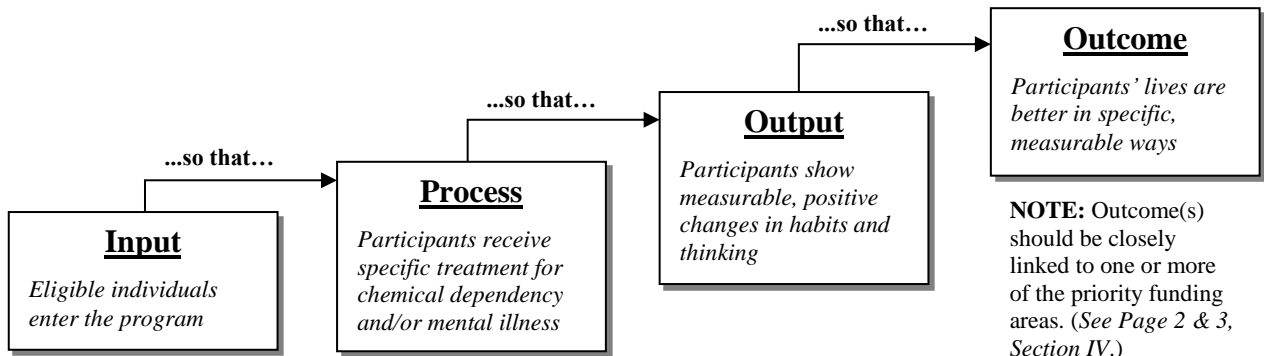 Input
Eligible individuals
enter the program
...so that…
Process
Participants receive
specific treatment for
chemical dependency
and/or mental illness
...so that…
Output
Participants show
measurable, positive
changes in habits and
thinking
...so that…
Outcome
Participants’ lives are
better in specific,
measurable ways
NOTE: Outcome(s)
should be closely
linked to one or more
of the priority funding
areas. (See Page 2 & 3,
Section IV.)